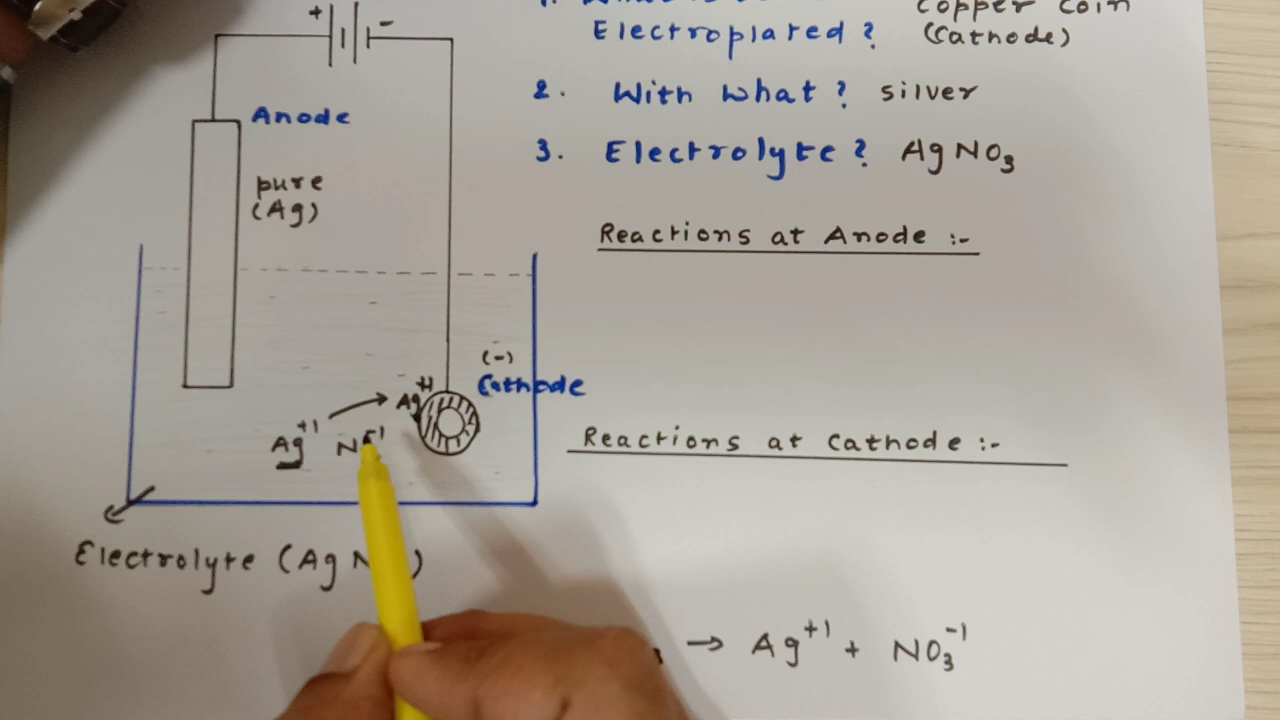 + -
Copper Coin
Electroplated ? (Cathode)
2. With what ? silver
3. Electrolyte ? AgNO3
Anode
pure
(Ag)
Reactions at Anode :-
(-)
Cathode
Ag+1
Ag+1
Reactions at Cathode :-
Electrolyte (Ag )
→ Ag+1 + NO3-1